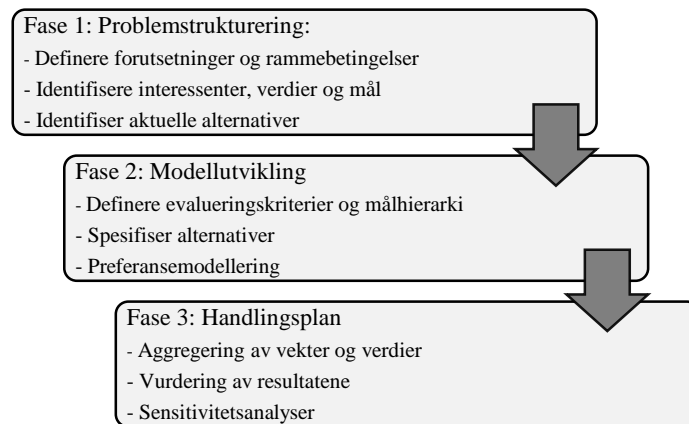 Fase 1: Problemstrukturering:
- Definere forutsetninger og rammebetingelser
- Identifisere interessenter, verdier og mål
- Identifiser aktuelle alternativer
Fase 2: Modellutvikling
- Definere evalueringskriterier og målhierarki
- Spesifiser alternativer
- Preferansemodellering
Fase 3: Handlingsplan
- Aggregering av vekter og verdier
- Vurdering av resultatene
- Sensitivitetsanalyser